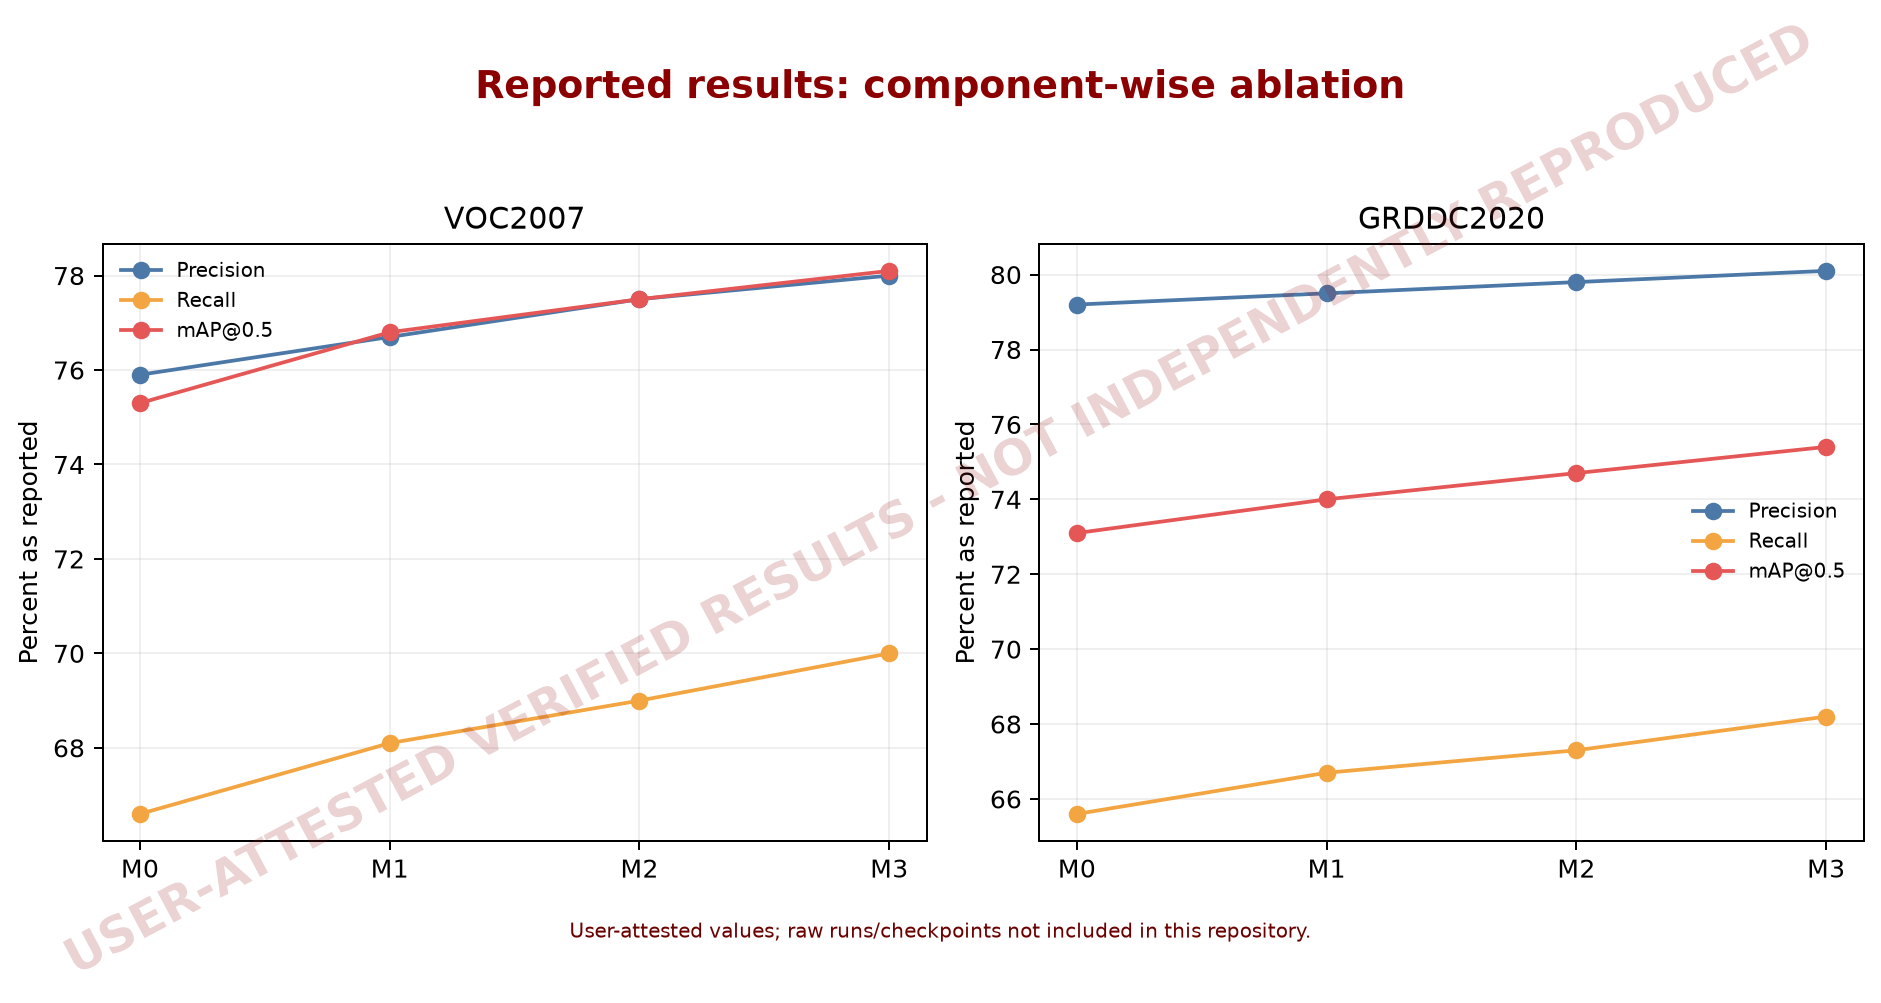 Reported results: component-wise ablation
USER-ATTESTED VERIFIED RESULTS - NOT INDEPENDENTLY REPRODUCED
VOC2007
Percent as reported
78
76
74
72
70
68
Precision
Recall
mAP@0.5
M0 M1 M2 M3
GRDDC2020
Percent as reported
80
78
76
74
72
70
68
66
Precision
Recall
mAP@0.5
M0 M1 M2 M3
User-attested values; raw runs/checkpoints not included in this repository.